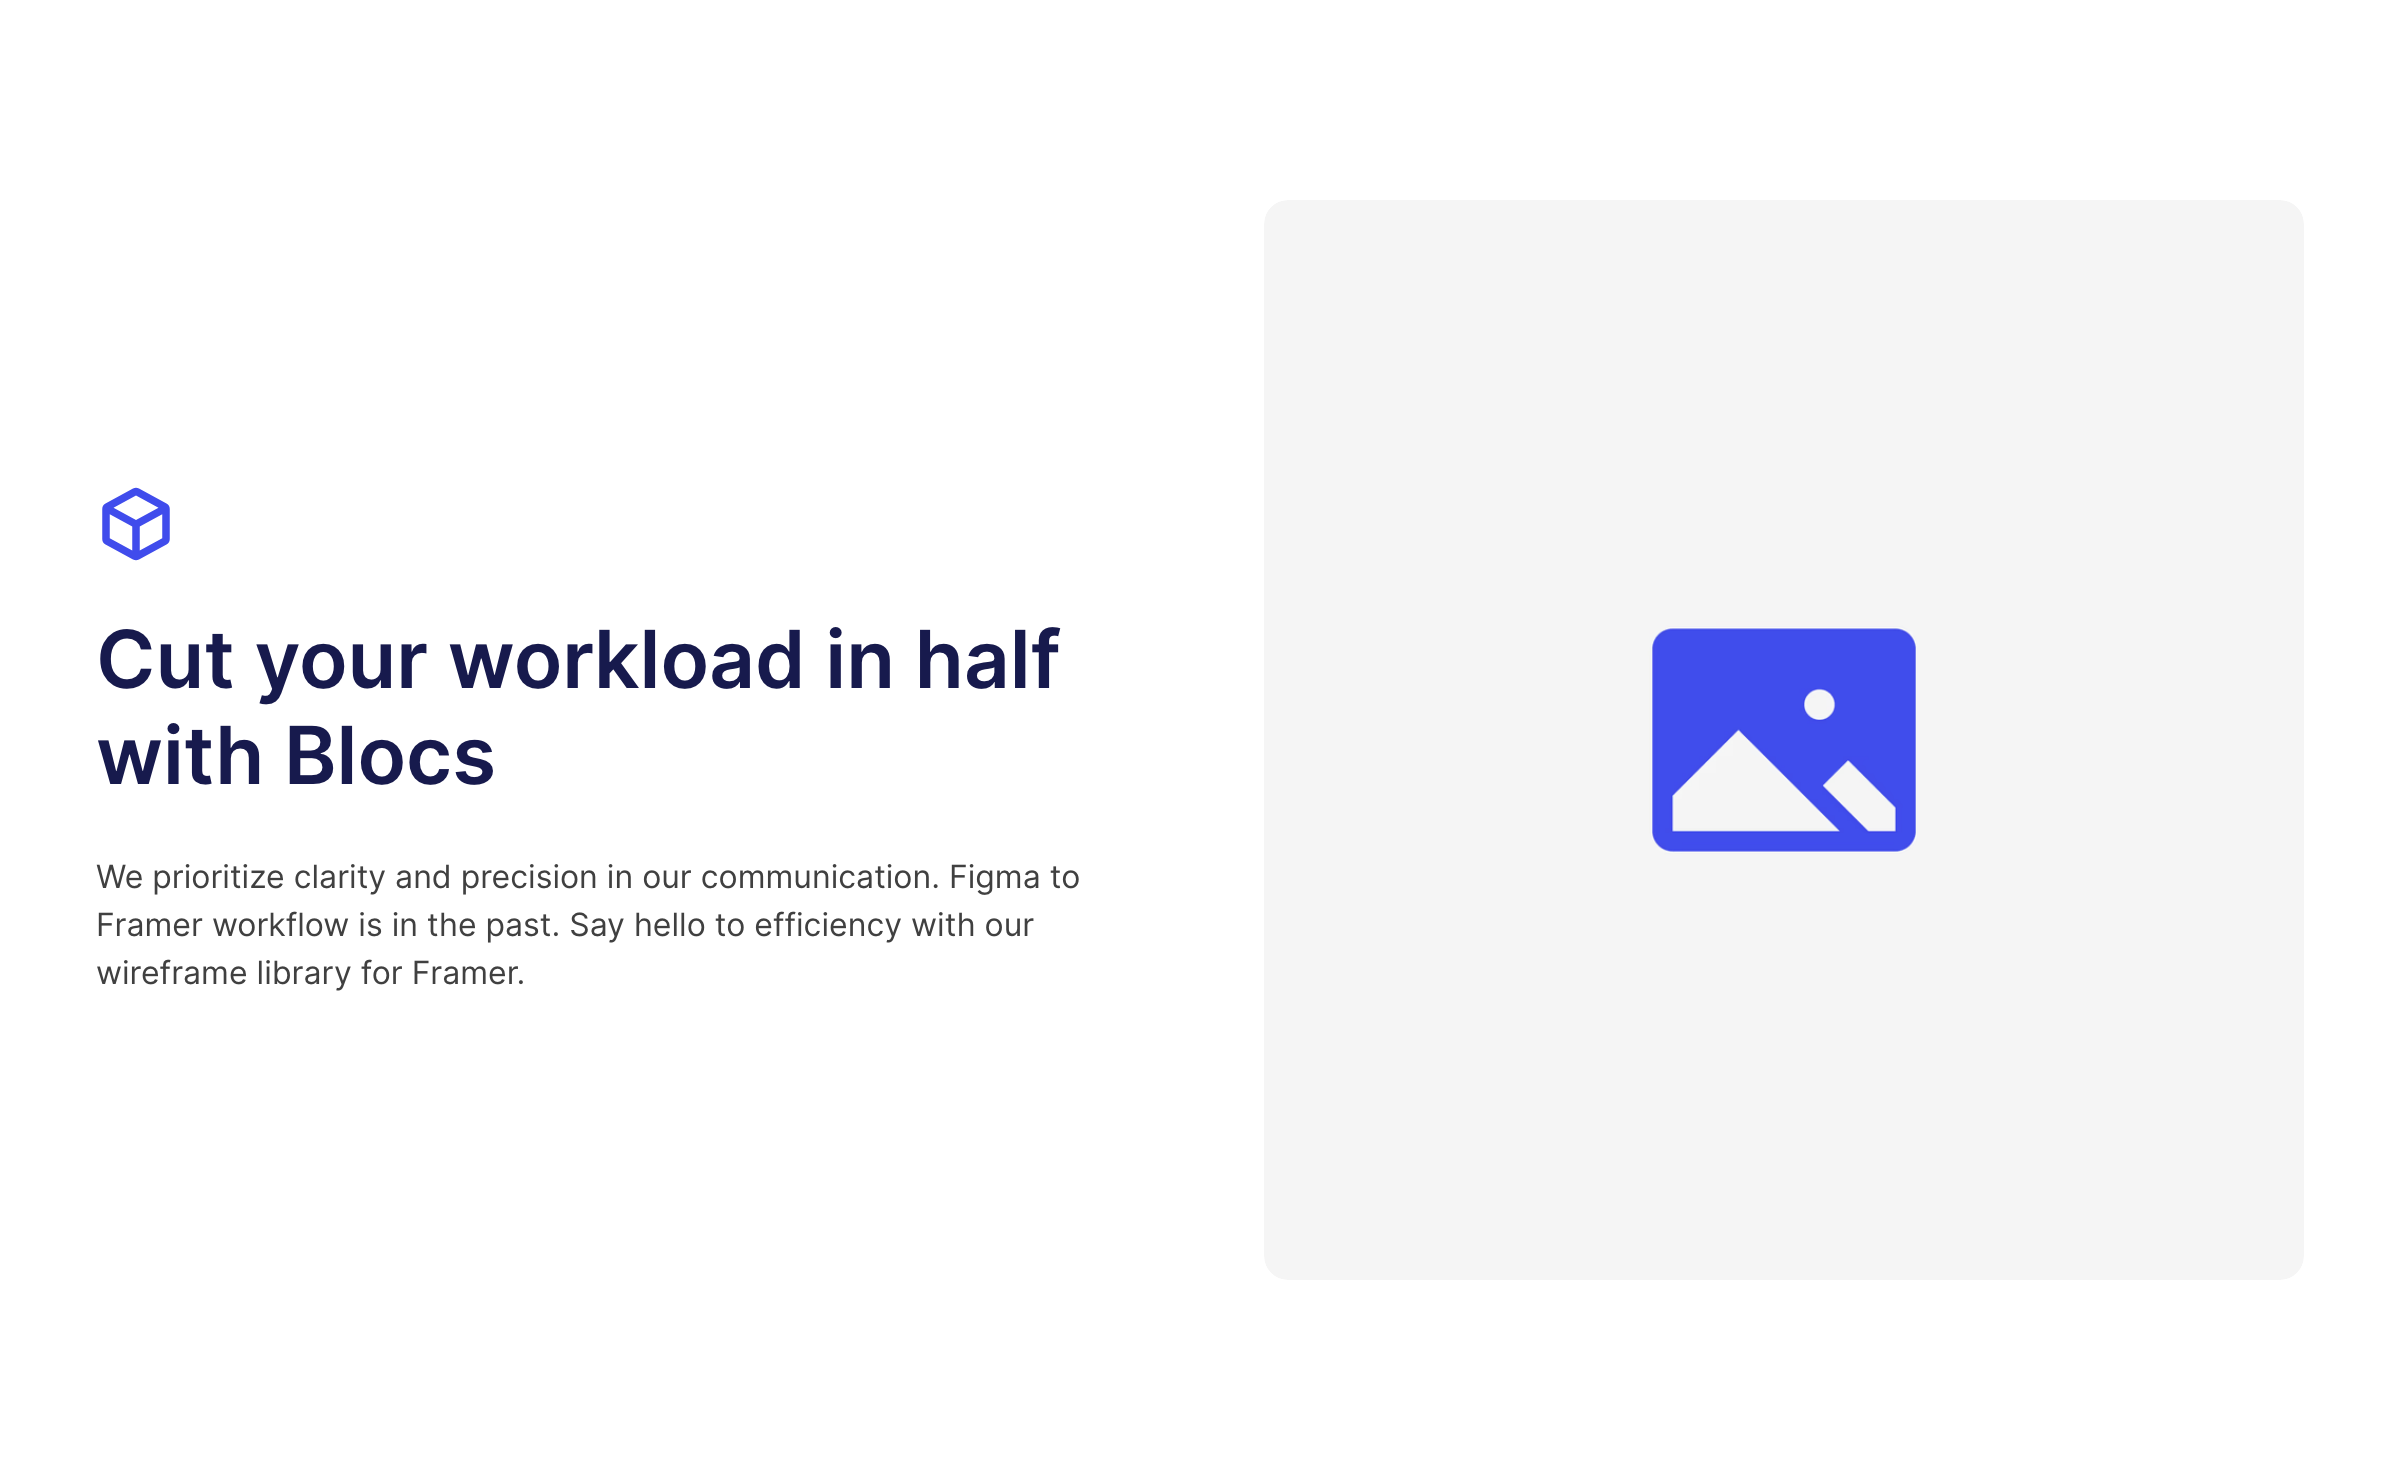 Cut your workload in half
with Blocs
We prioritize clarity and precision in our communication. Figma to
Framer workflow is in the past. Say hello to efficiency with our
wireframe library for Framer.